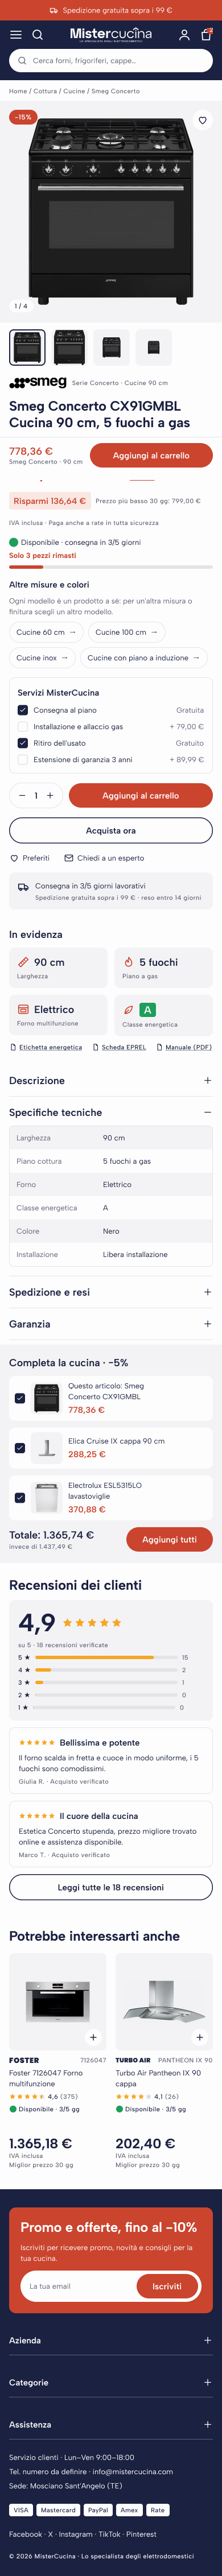 Spedizione gratuita sopra i 99 €
Mistercucina
LO SPECIALISTA DEGLI ELETTRODOMESTICI
Cerca forni, frigoriferi, cappe...
Home / Cottura / Cucine / Smeg Concerto
-15%
1 / 4
smeg Serie Concerto · Cucine 90 cm
Smeg Concerto CX91GMBL
Cucina 90 cm, 5 fuochi a gas
778,36 €
Smeg Concerto · 90 cm
Aggiungi al carrello
Risparmi 136,64 € Prezzo più basso 30 gg: 799,00 €
IVA inclusa · Paga anche a rate in tutta sicurezza
Disponibile · consegna in 3/5 giorni
Solo 3 pezzi rimasti
Altre misure e colori
Ogni modello è un prodotto a sé: per un'altra misura o
finitura scegli un altro modello.
Cucine 60 cm → Cucine 100 cm →
Cucine inox → Cucine con piano a induzione →
Servizi MisterCucina
Consegna al piano Gratuita
Installazione e allaccio gas + 79,00 €
Ritiro dell'usato Gratuito
Estensione di garanzia 3 anni + 89,99 €
− 1 + Aggiungi al carrello
Acquista ora
Preferiti Chiedi a un esperto
Consegna in 3/5 giorni lavorativi
Spedizione gratuita sopra i 99 € · reso entro 14 giorni
In evidenza
90 cm
Larghezza
5 fuochi
Piano a gas
Elettrico
Forno multifunzione
A
Classe energetica
Etichetta energetica Scheda EPREL Manuale (PDF)
Descrizione +
Specifiche tecniche −
Larghezza 90 cm
Piano cottura 5 fuochi a gas
Forno Elettrico
Classe energetica A
Colore Nero
Installazione Libera installazione
Spedizione e resi +
Garanzia +
Completa la cucina · -5%
Questo articolo: Smeg
Concerto CX91GMBL
778,36 €
Elica Cruise IX cappa 90 cm
288,25 €
Electrolux ESL5315LO
lavastoviglie
370,88 €
Totale: 1.365,74 €
invece di 1.437,49 €
Aggiungi tutti
Recensioni dei clienti
4,9 ★★★★★
su 5 · 18 recensioni verificate
5 ★ 15
4 ★ 2
3 ★ 1
2 ★ 0
1 ★ 0
★★★★★ Bellissima e potente
Il forno scalda in fretta e cuoce in modo uniforme, i 5
fuochi sono comodissimi.
Giulia R. · Acquisto verificato
★★★★★ Il cuore della cucina
Estetica Concerto stupenda, prezzo migliore trovato
online e assistenza disponibile.
Marco T. · Acquisto verificato
Leggi tutte le 18 recensioni
Potrebbe interessarti anche
FOSTER 7126047
Foster 7126047 Forno
multifunzione
★★★★★ 4,6 (375)
Disponibile · 3/5 gg
1.365,18 €
IVA inclusa
Miglior prezzo 30 gg
TURBO AIR PANTHEON IX 90
Turbo Air Pantheon IX 90
cappa
★★★★★ 4,1 (26)
Disponibile · 3/5 gg
202,40 €
IVA inclusa
Miglior prezzo 30 gg
Promo e offerte, fino al -10%
Iscriviti per ricevere promo, novità e consigli per la
tua cucina.
La tua email Iscriviti
Azienda +
Categorie +
Assistenza +
Servizio clienti · Lun–Ven 9:00–18:00
Tel. numero da definire · info@mistercucina.com
Sede: Mosciano Sant'Angelo (TE)
VISA Mastercard PayPal Amex Rate
Facebook · X · Instagram · TikTok · Pinterest
© 2026 MisterCucina · Lo specialista degli elettrodomestici